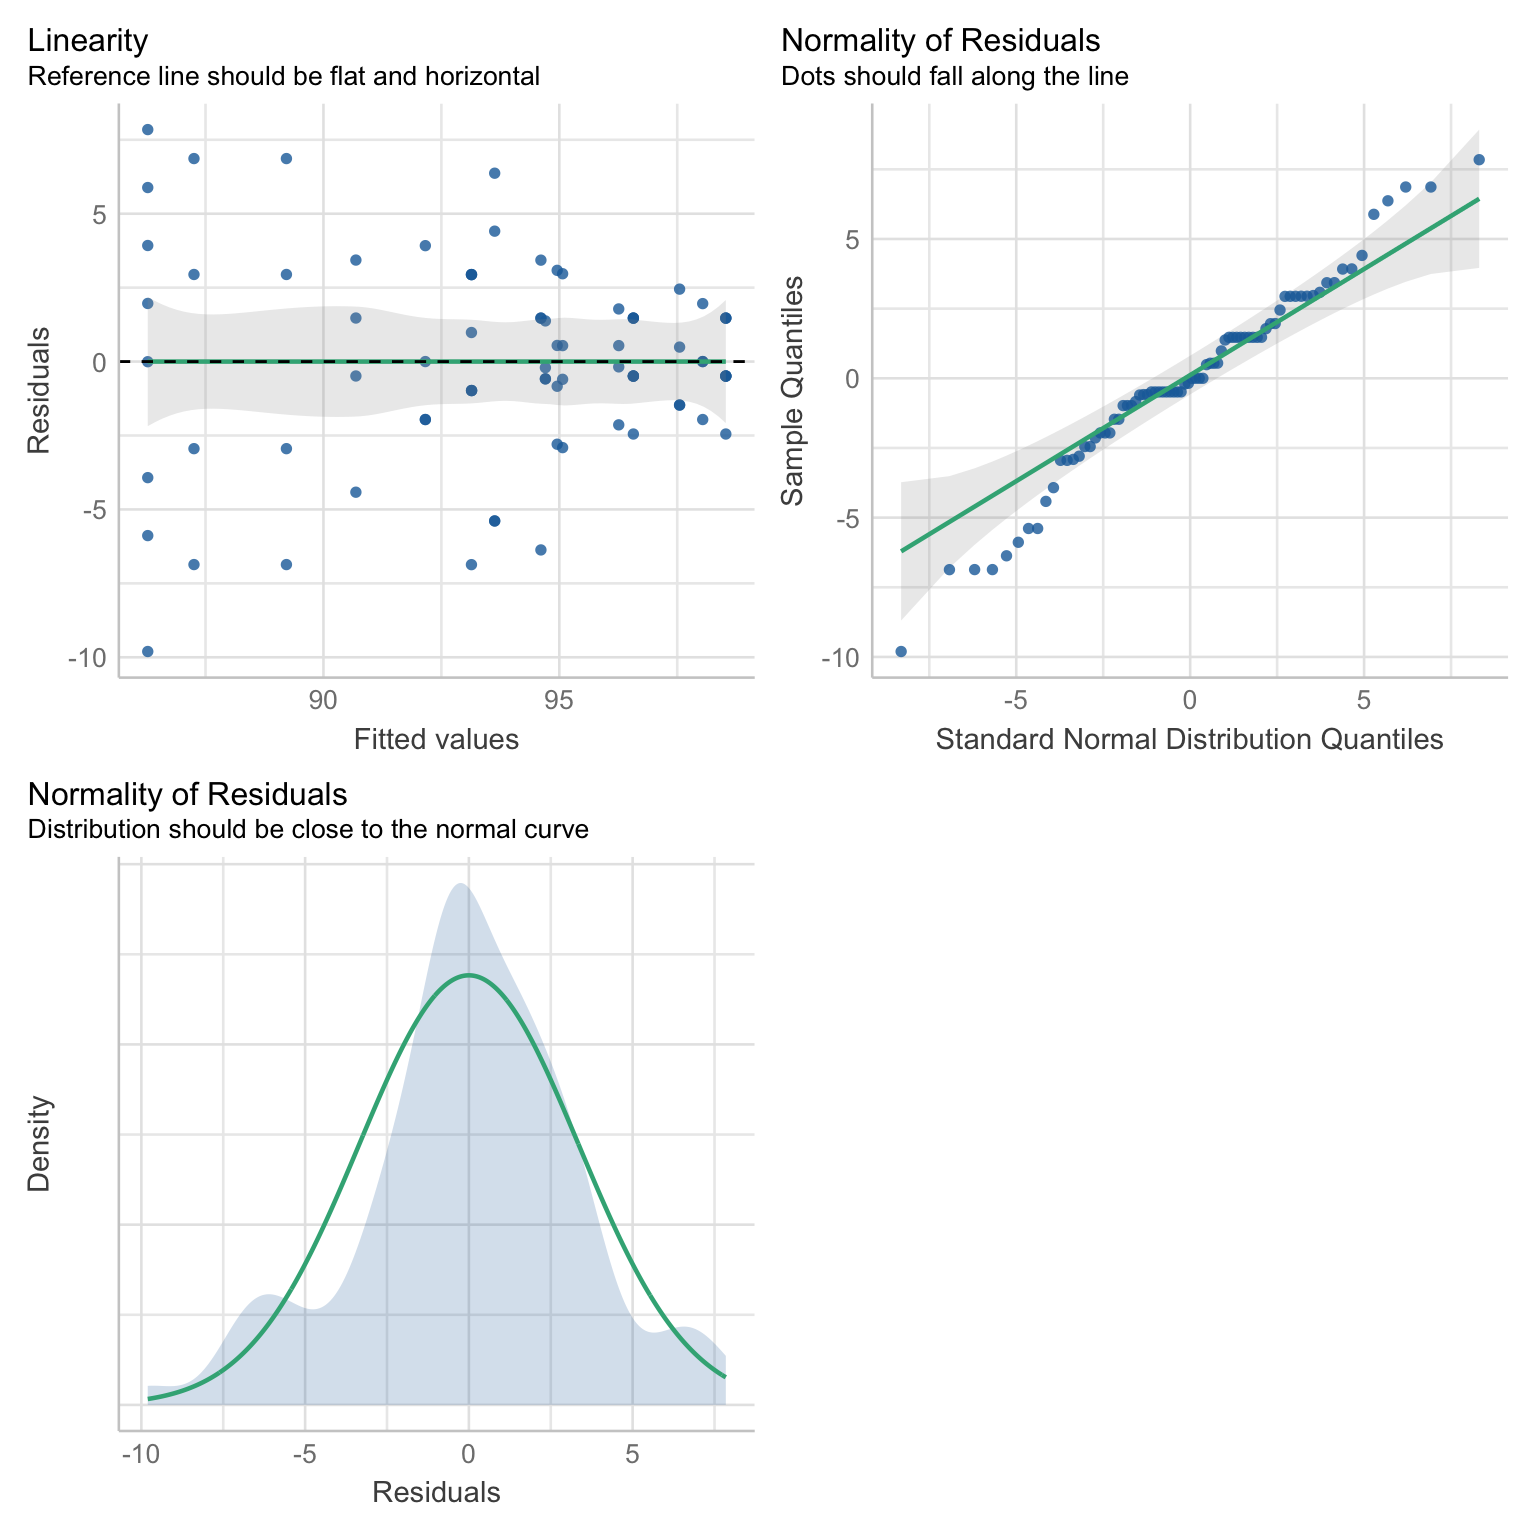 Linearity
Reference line should be flat and horizontal
5
0
-5
-10
Residuals
90
95
Fitted values
Normality of Residuals
Dots should fall along the line
5
0
-5
-10
Sample Quantiles
-5
0
5
Standard Normal Distribution Quantiles
Normality of Residuals
Distribution should be close to the normal curve
Density
-10
-5
0
5
Residuals